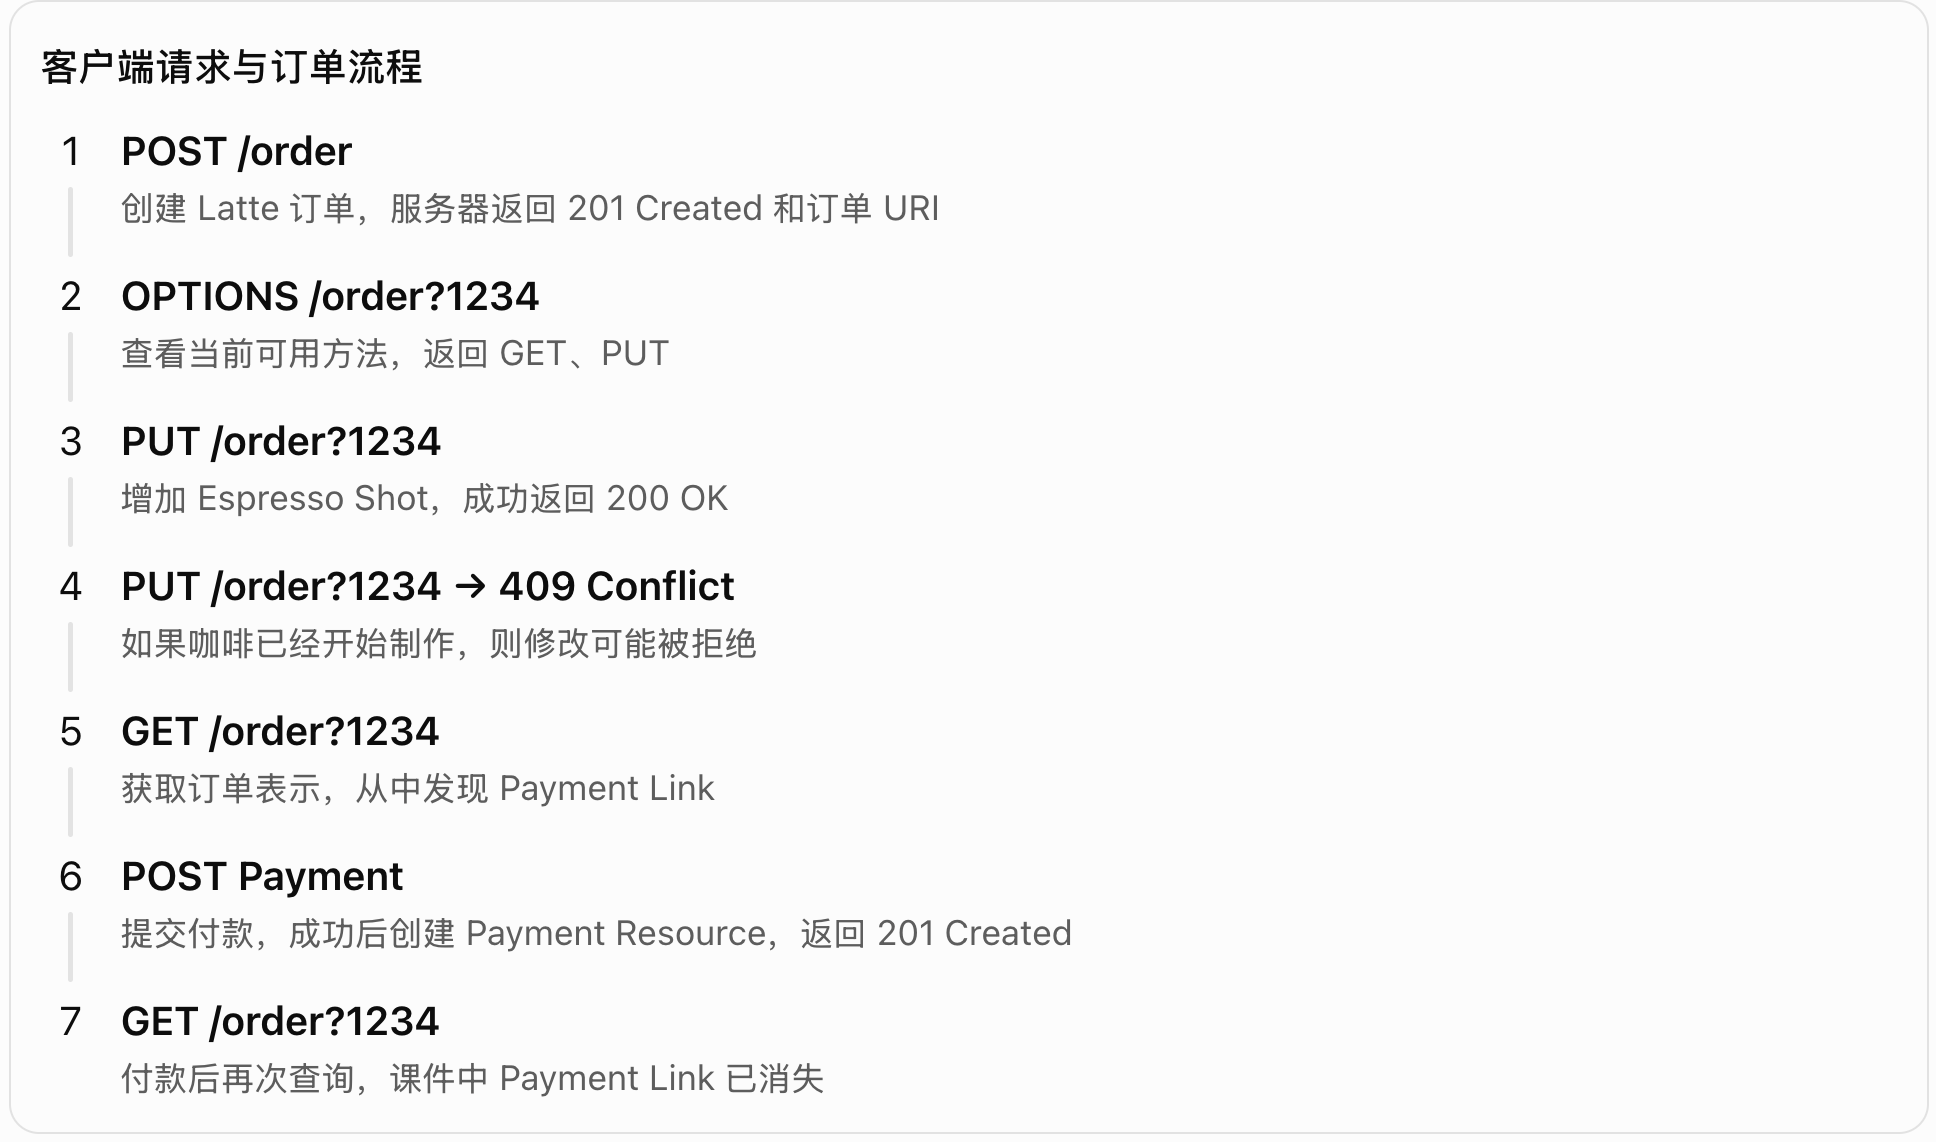 客户端请求与订单流程
1 POST /order
创建 Latte 订单，服务器返回 201 Created 和订单 URI
2 OPTIONS /order?1234
查看当前可用方法，返回 GET、PUT
3 PUT /order?1234
增加 Espresso Shot，成功返回 200 OK
4 PUT /order?1234 → 409 Conflict
如果咖啡已经开始制作，则修改可能被拒绝
5 GET /order?1234
获取订单表示，从中发现 Payment Link
6 POST Payment
提交付款，成功后创建 Payment Resource，返回 201 Created
7 GET /order?1234
付款后再次查询，课件中 Payment Link 已消失